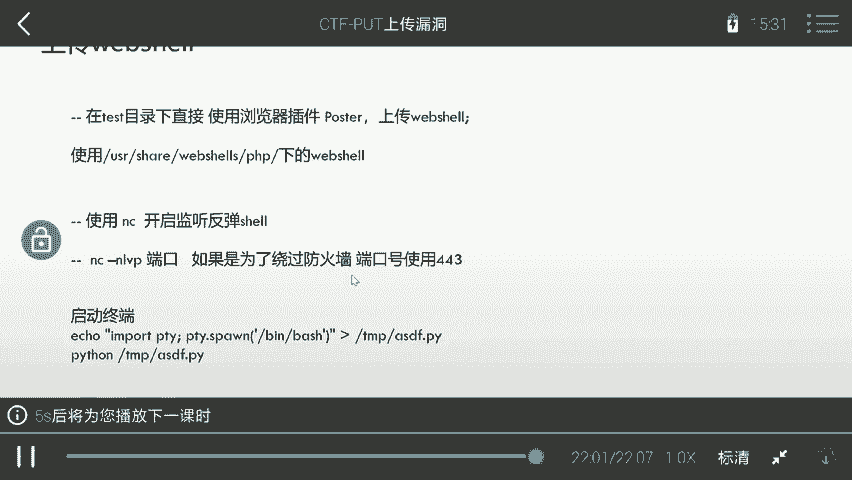 CTF-PUT上传漏洞
15:31
上传webshell
-- 在test目录下直接 使用浏览器插件 Poster，上传webshell;
使用/usr/share/webshells/php/下的webshell
-- 使用 nc 开启监听反弹shell
-- nc –nlvp 端口 如果是为了绕过防火墙 端口号使用443
启动终端
echo "import pty; pty.spawn('/bin/bash')" > /tmp/asdf.py
python /tmp/asdf.py
5s后将为您播放下一课时
22:01/22:07 1.0X 标清